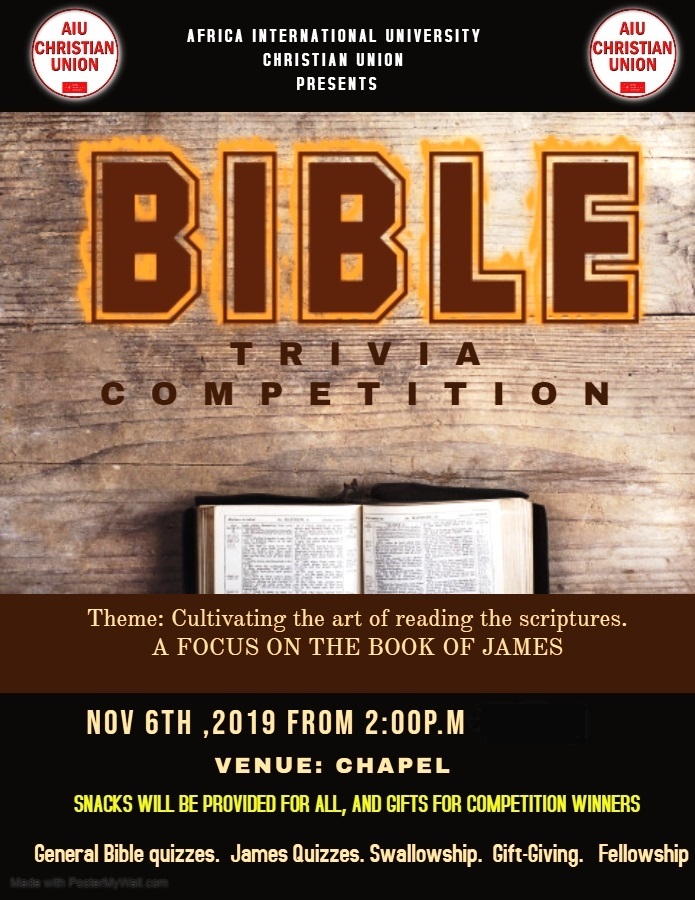 AIU
CHRISTIAN
UNION
AFRICA INTERNATIONAL UNIVERSITY
CHRISTIAN UNION
PRESENTS
AIU
CHRISTIAN
UNION
BIBLE
TRIVIA
COMPETITION
Theme: Cultivating the art of reading the scriptures.
A FOCUS ON THE BOOK OF JAMES
NOV 6TH ,2019 FROM 2:00P.M
VENUE: CHAPEL
SNACKS WILL BE PROVIDED FOR ALL, AND GIFTS FOR COMPETITION WINNERS
General Bible quizzes. James Quizzes. Swallowship. Gift-Giving. Fellowship
Made with PosterMyWall.com